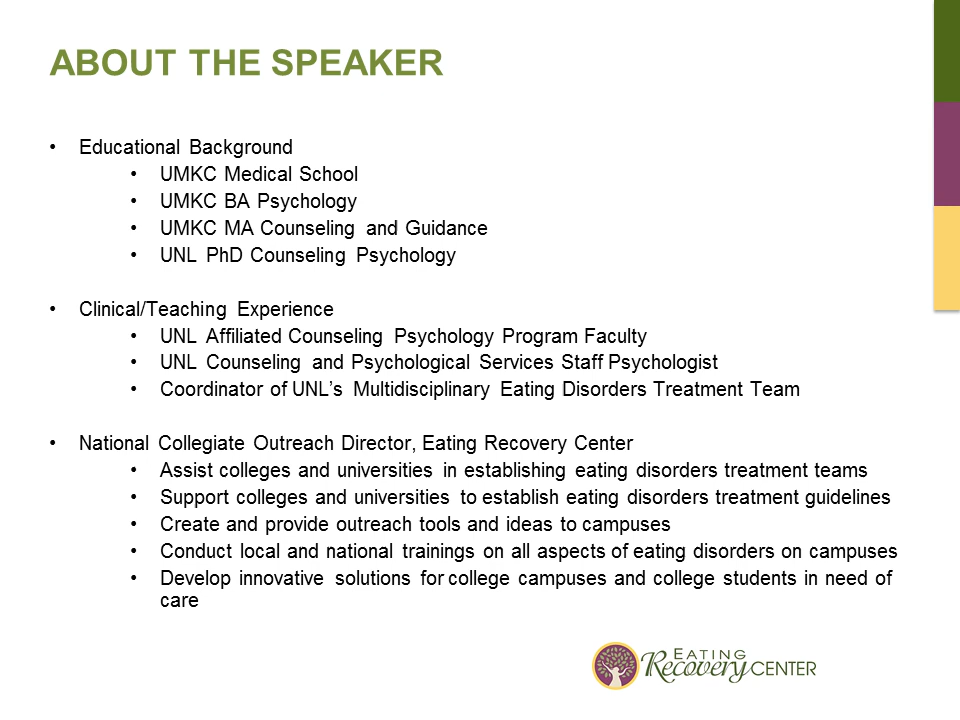 ABOUT THE SPEAKER
• Educational Background
• UMKC Medical School
• UMKC BA Psychology
• UMKC MA Counseling and Guidance
• UNL PhD Counseling Psychology
• Clinical/Teaching Experience
• UNL Affiliated Counseling Psychology Program Faculty
• UNL Counseling and Psychological Services Staff Psychologist
• Coordinator of UNL’s Multidisciplinary Eating Disorders Treatment Team
• National Collegiate Outreach Director, Eating Recovery Center
• Assist colleges and universities in establishing eating disorders treatment teams
• Support colleges and universities to establish eating disorders treatment guidelines
• Create and provide outreach tools and ideas to campuses
• Conduct local and national trainings on all aspects of eating disorders on campuses
• Develop innovative solutions for college campuses and college students in need of
care
EATING
Recovery CENTER